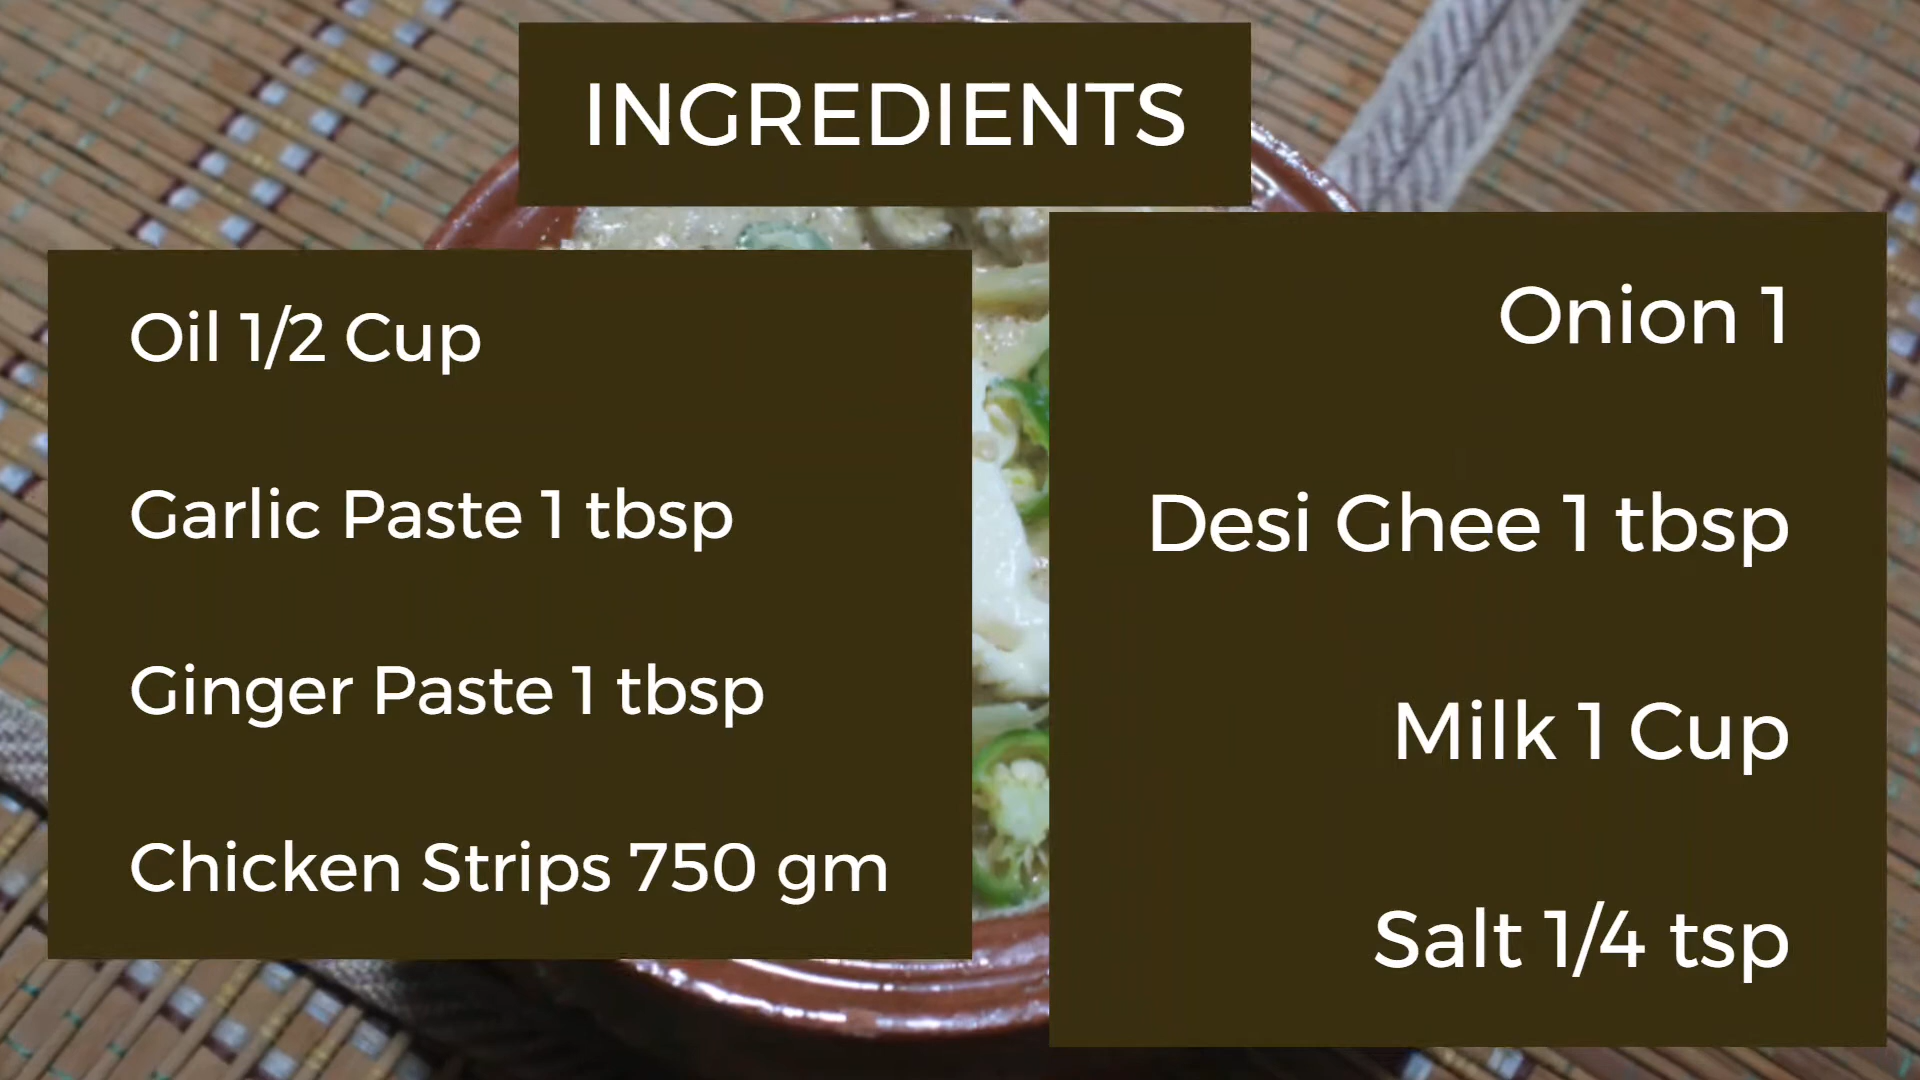 INGREDIENTS
Oil 1/2 Cup
Garlic Paste 1 tbsp
Ginger Paste 1 tbsp
Chicken Strips 750 gm
Onion 1
Desi Ghee 1 tbsp
Milk 1 Cup
Salt 1/4 tsp